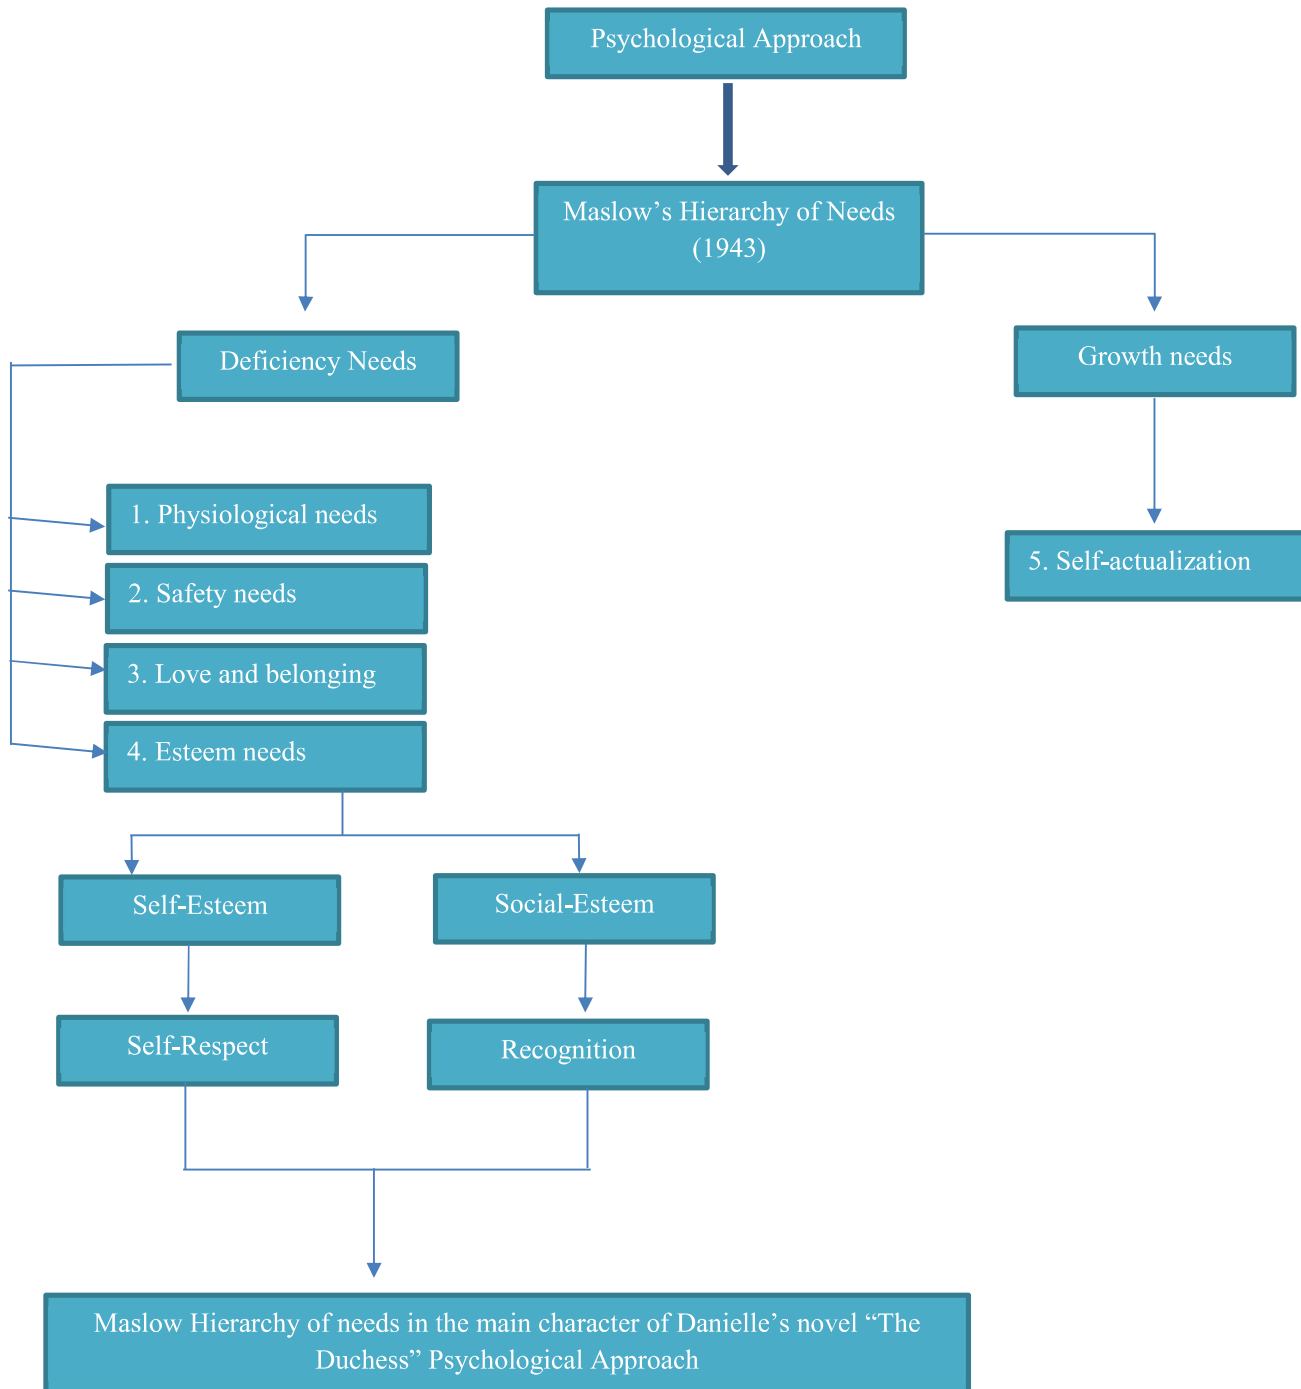 Psychological Approach
Maslow’s Hierarchy of Needs
(1943)
Deficiency Needs
Growth needs
1. Physiological needs
2. Safety needs
3. Love and belonging
4. Esteem needs
5. Self-actualization
Self-Esteem
Social-Esteem
Self-Respect
Recognition
Maslow Hierarchy of needs in the main character of Danielle’s novel “The
Duchess” Psychological Approach